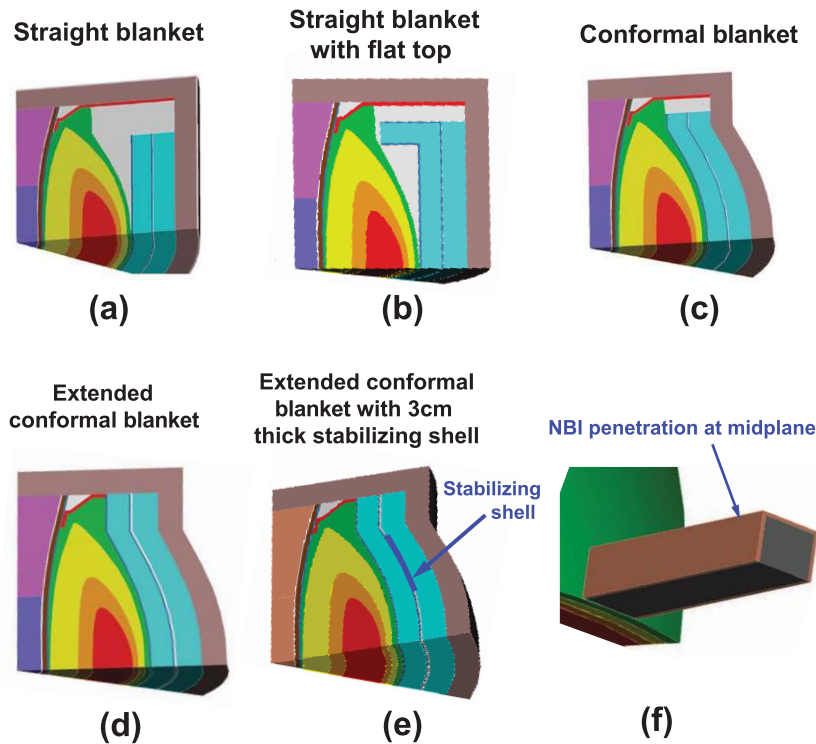 Straight blanket
Straight blanket
with flat top
Conformal blanket
(a)
(b)
(c)
Extended
conformal blanket
Extended conformal
blanket with 3cm
thick stabilizing shell
NBI penetration at midplane
Stabilizing
shell
(d)
(e)
(f)